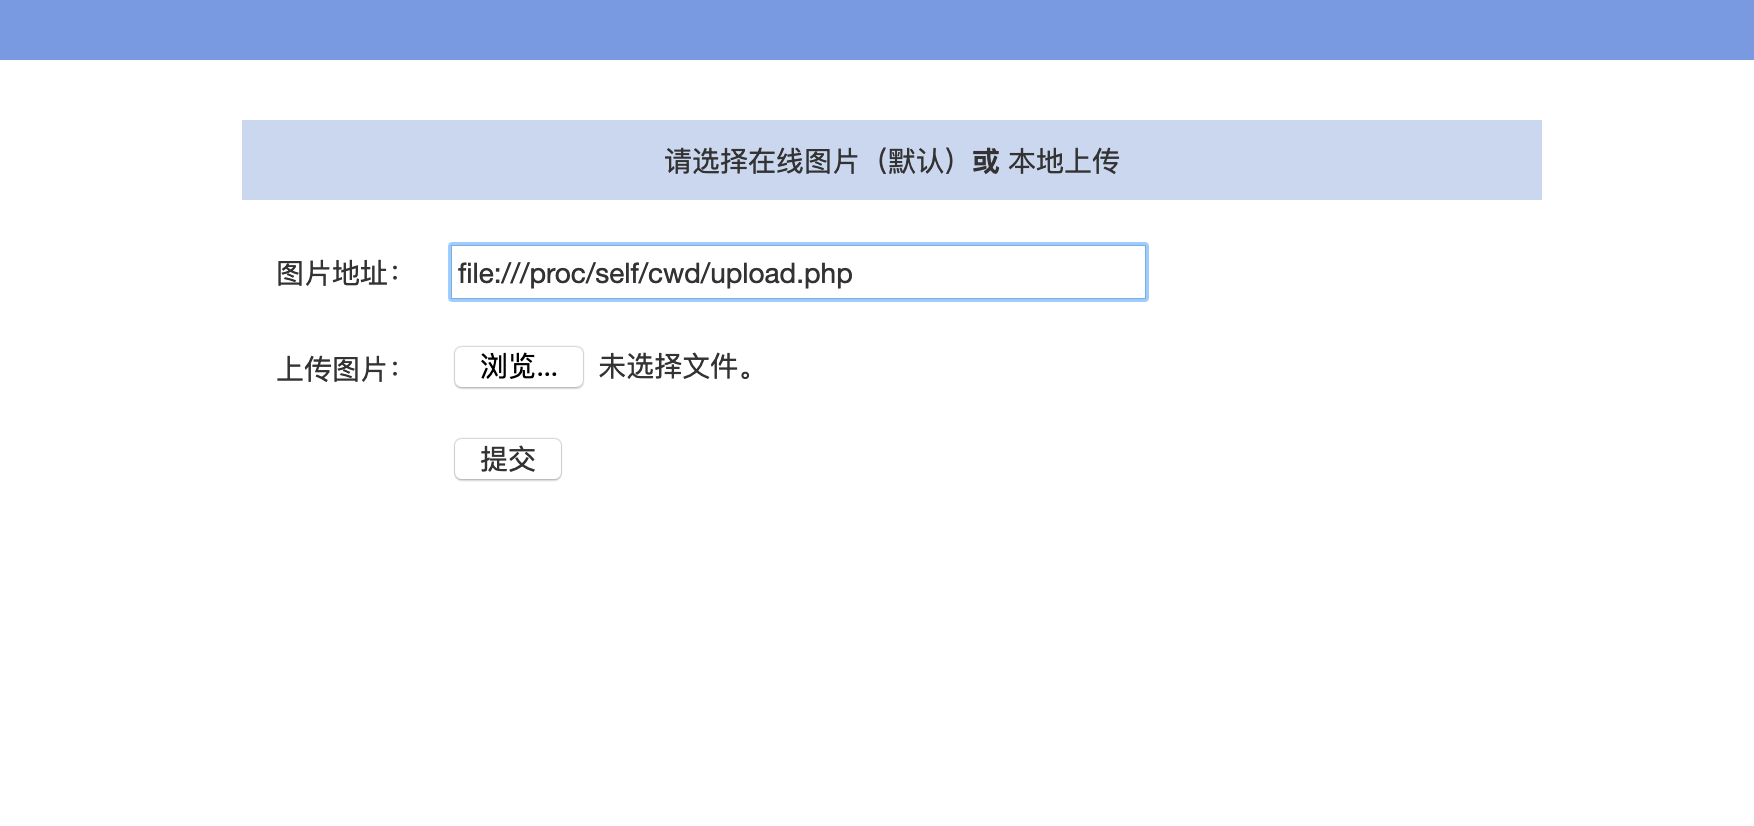 请选择在线图片（默认）或 本地上传
图片地址： file:///proc/self/cwd/upload.php
上传图片： 浏览... 未选择文件。
提交